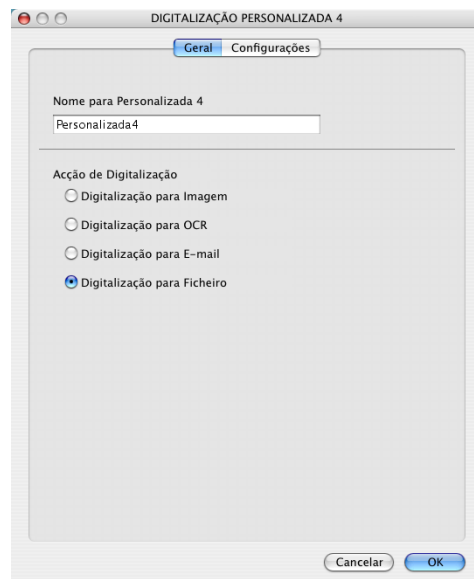 DIGITALIZAÇÃO PERSONALIZADA 4
Geral Configurações
Nome para Personalizada 4
Personalizada4
Acção de Digitalização
Digitalização para Imagem
Digitalização para OCR
Digitalização para E-mail
Digitalização para Ficheiro
Cancelar OK